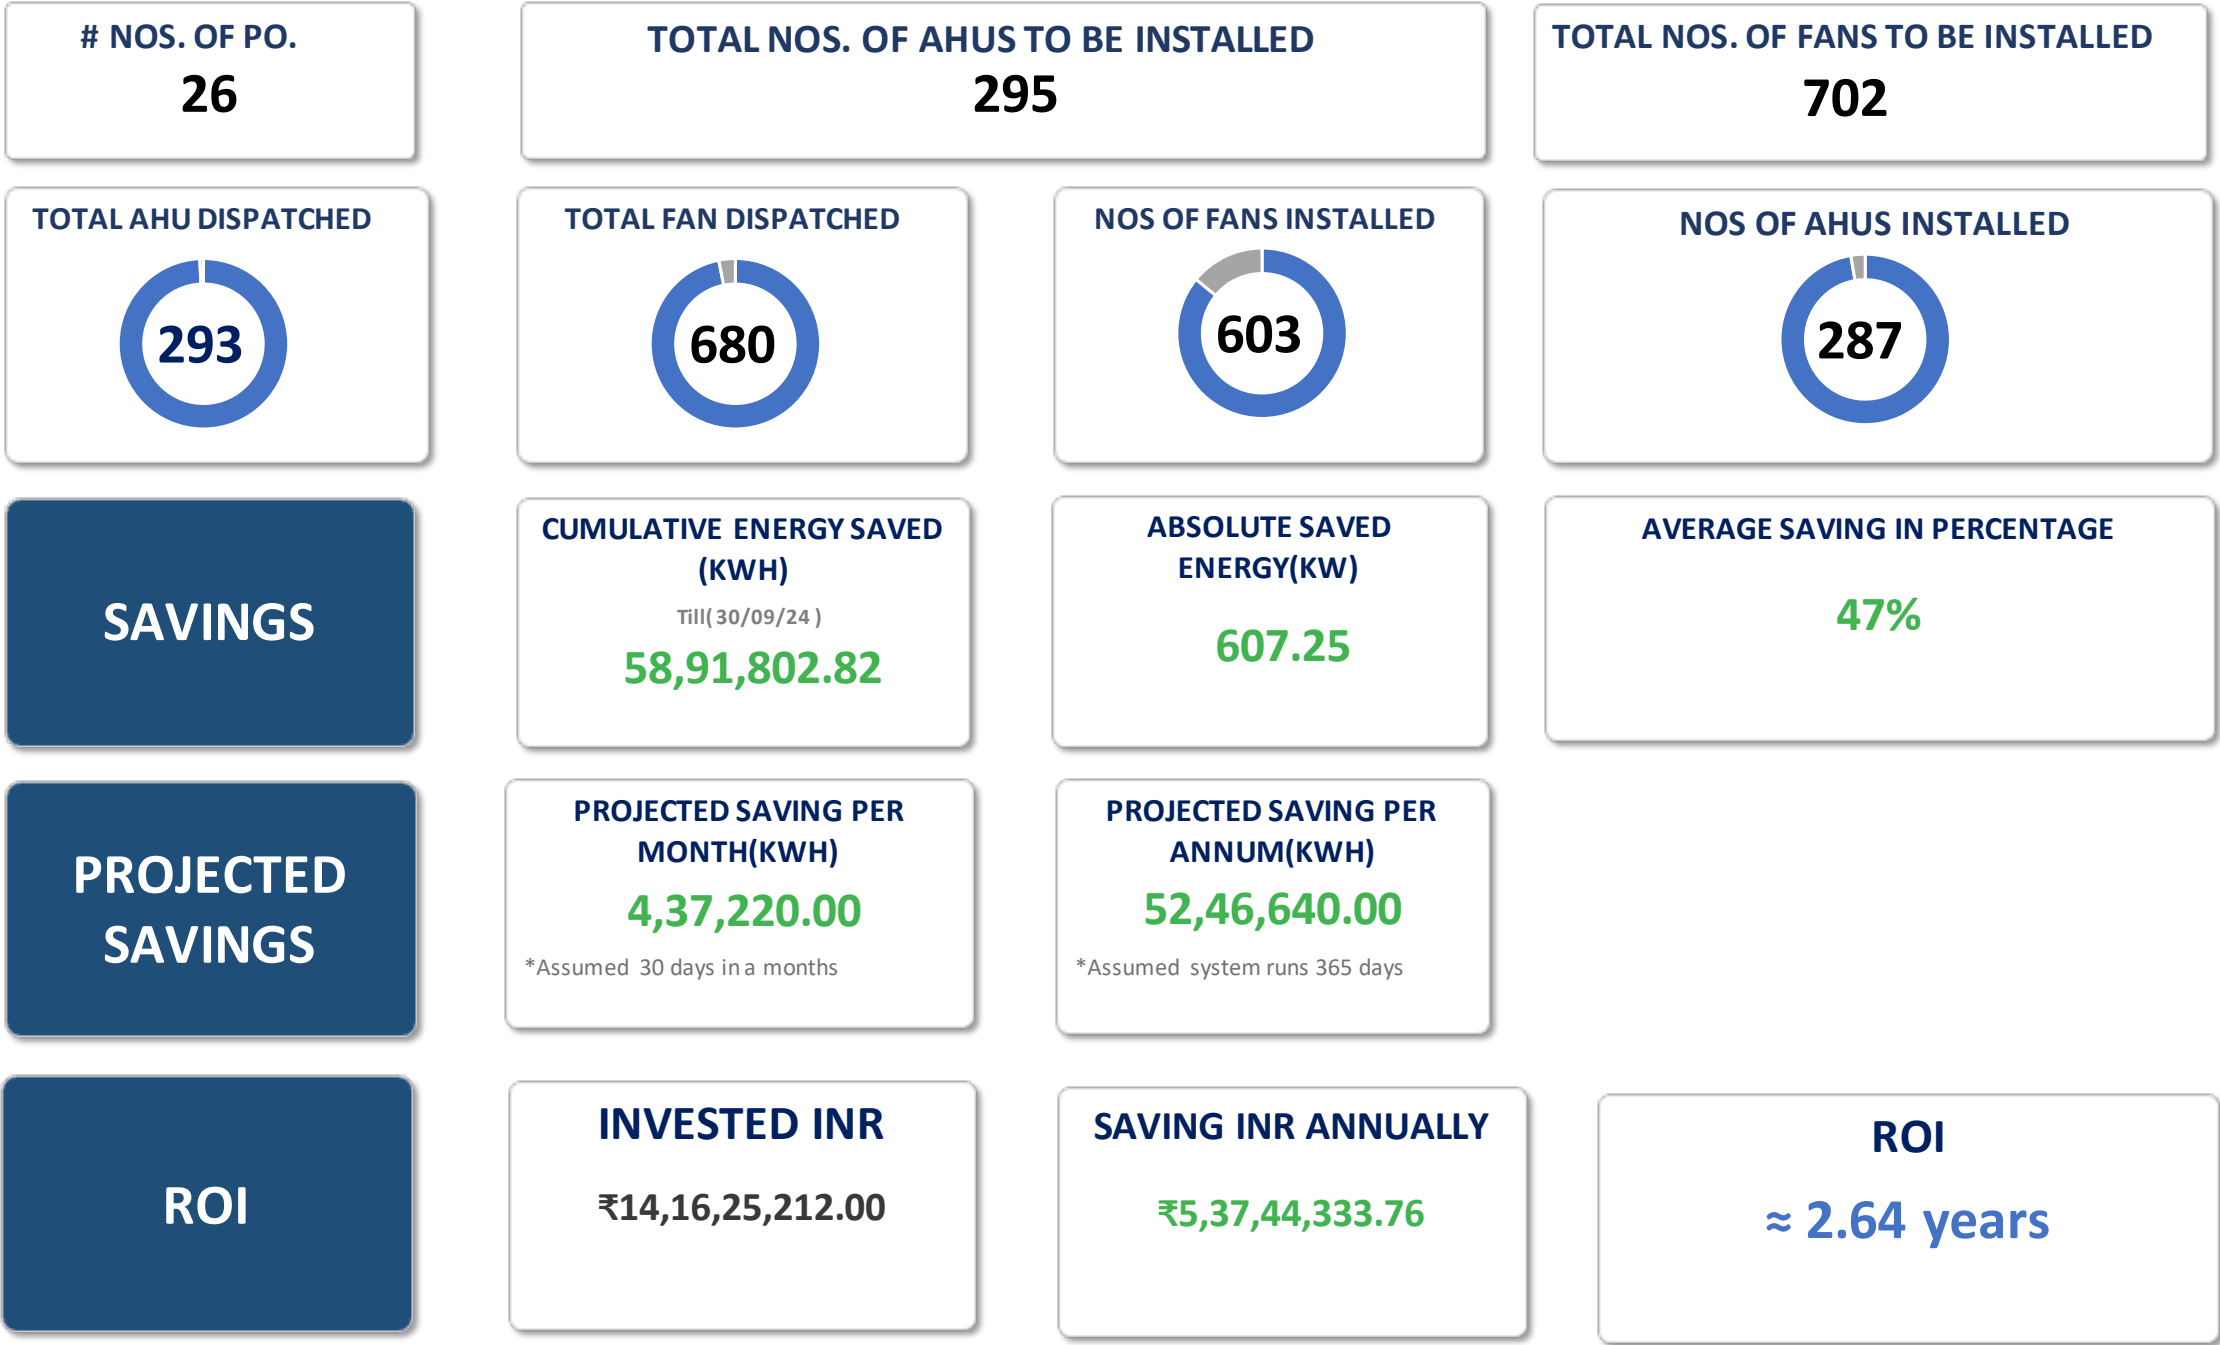 # NOS. OF PO.
26
TOTAL NOS. OF AHUS TO BE INSTALLED
295
TOTAL NOS. OF FANS TO BE INSTALLED
702
TOTAL AHU DISPATCHED
293
TOTAL FAN DISPATCHED
680
NOS OF FANS INSTALLED
603
NOS OF AHUS INSTALLED
287
SAVINGS
CUMULATIVE ENERGY SAVED
(KWH)
Till(30/09/24 )
58,91,802.82
ABSOLUTE SAVED
ENERGY(KW)
607.25
AVERAGE SAVING IN PERCENTAGE
47%
PROJECTED
SAVINGS
PROJECTED SAVING PER
MONTH(KWH)
4,37,220.00
*Assumed 30 days in a months
PROJECTED SAVING PER
ANNUM(KWH)
52,46,640.00
*Assumed system runs 365 days
ROI
INVESTED INR
₹14,16,25,212.00
SAVING INR ANNUALLY
₹5,37,44,333.76
ROI
≈ 2.64 years